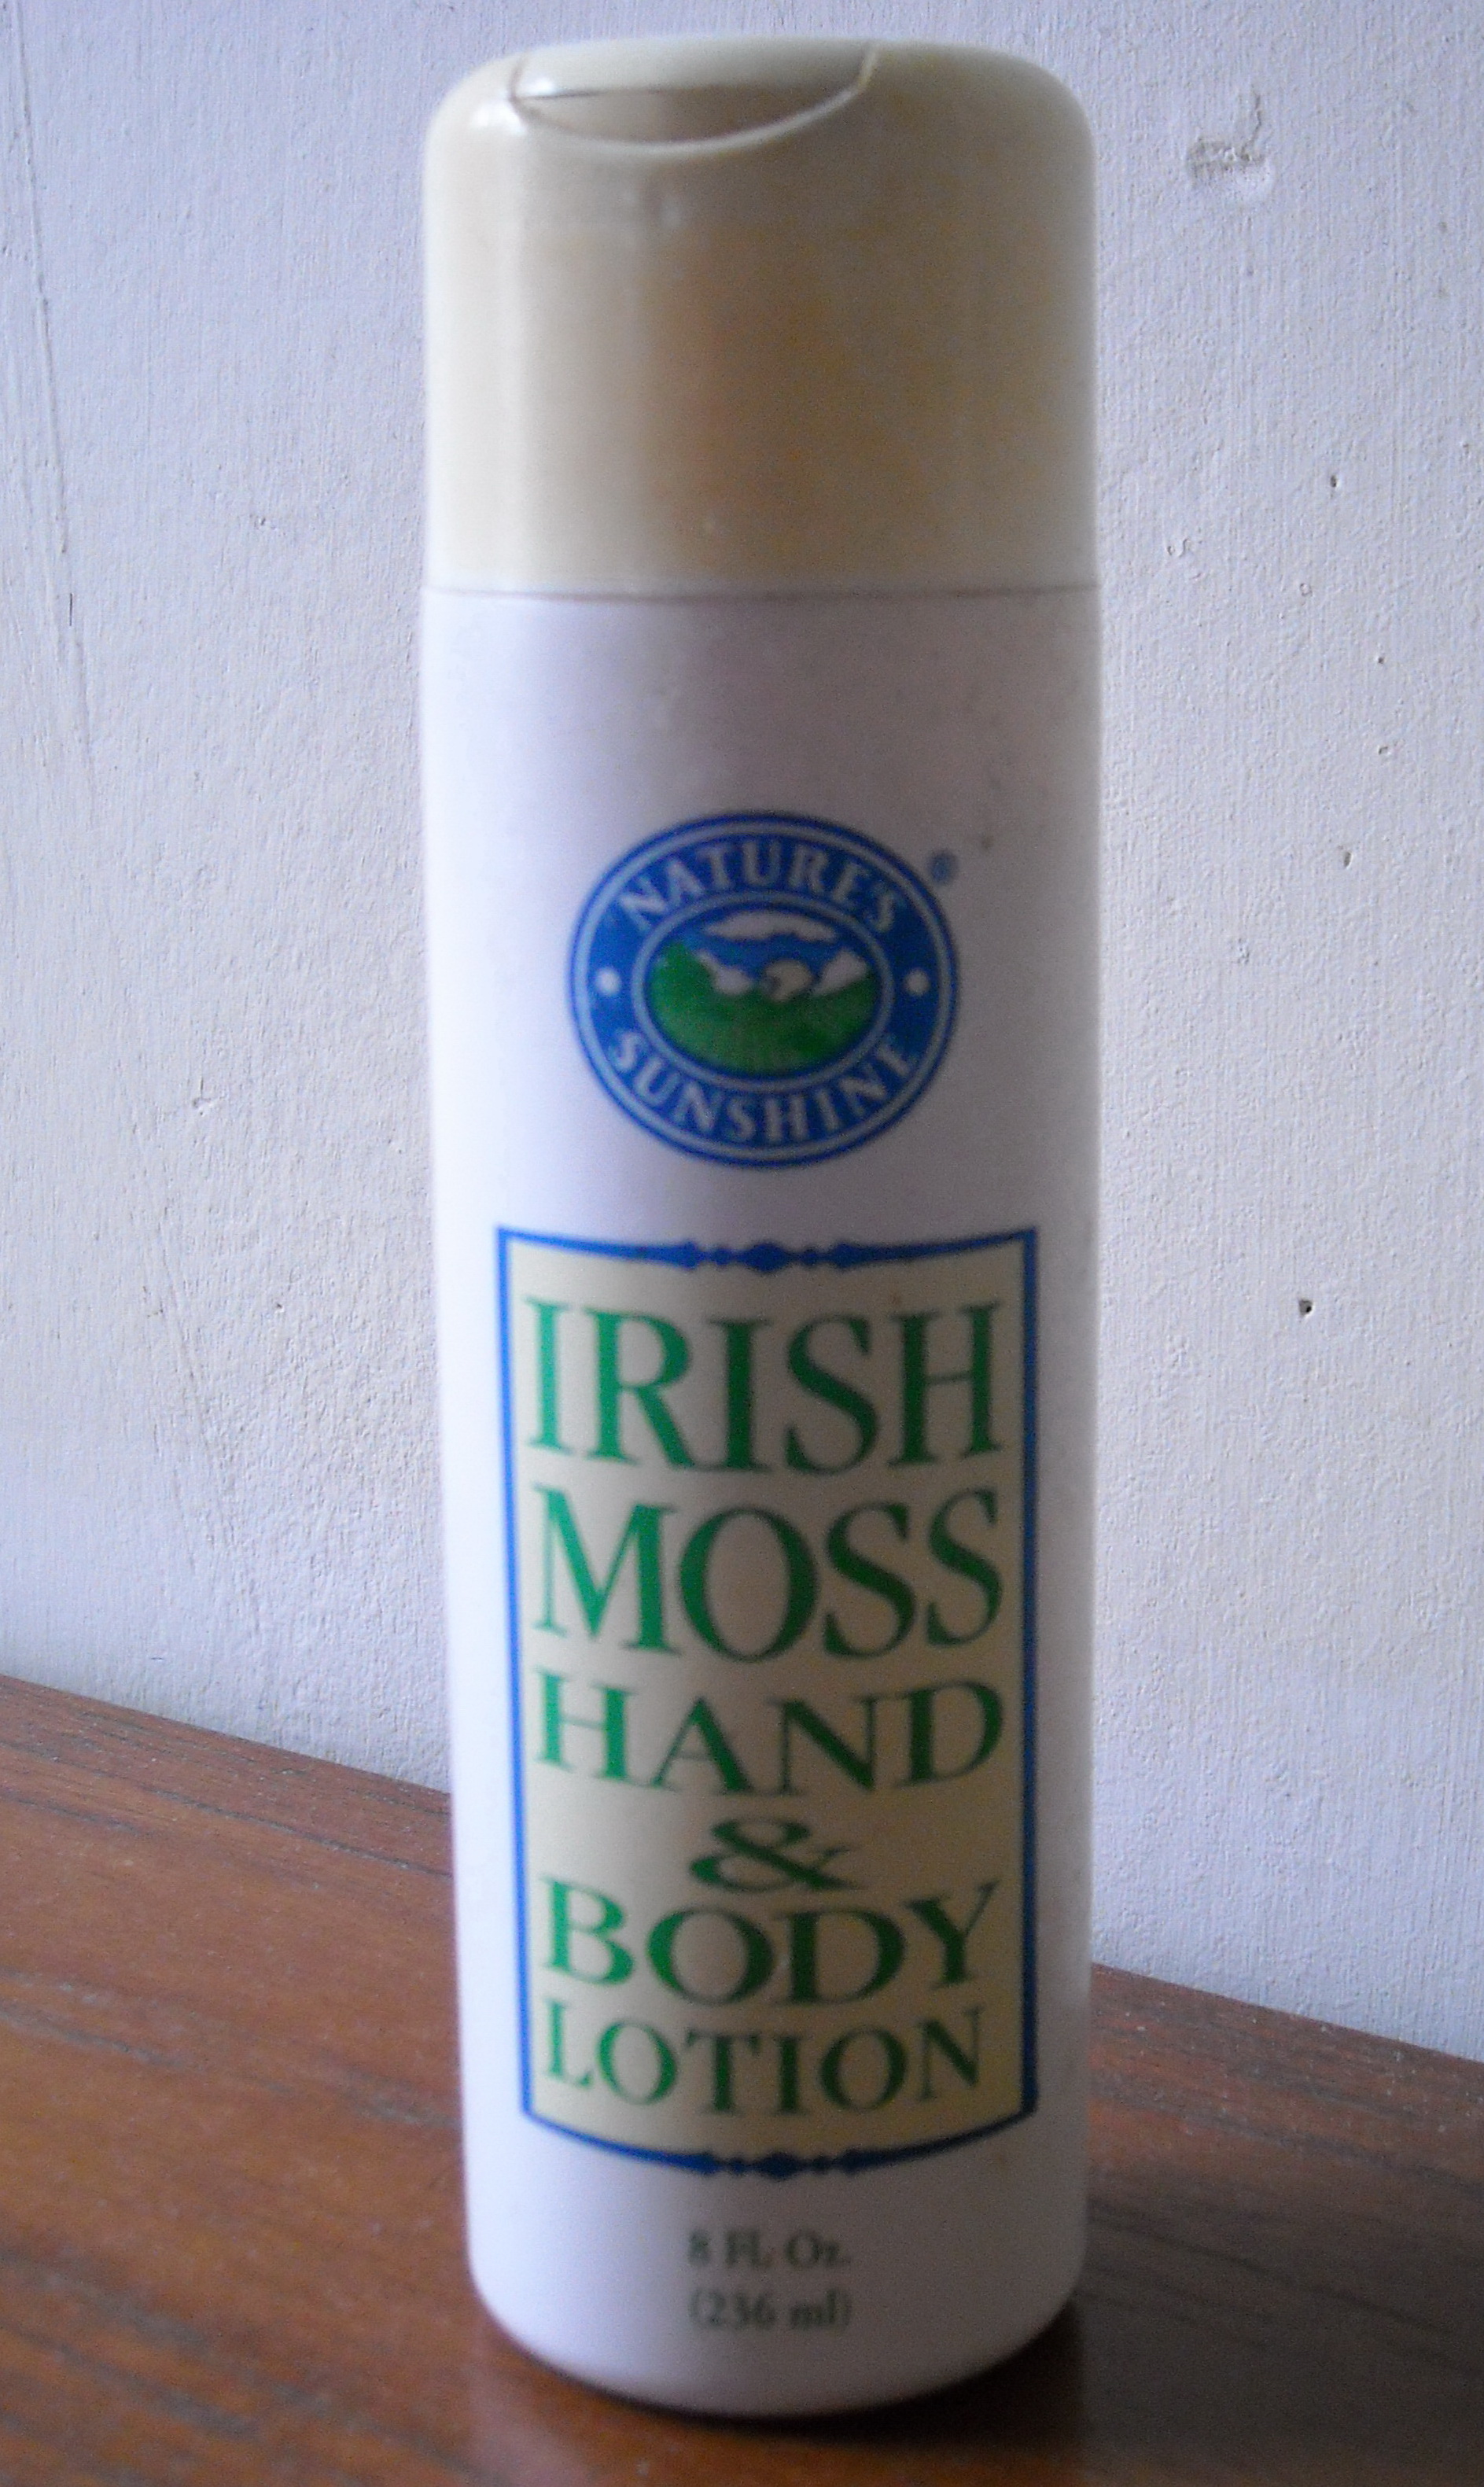 NATURE'S
SUNSHINE
®
IRISH
MOSS
HAND
&
BODY
LOTION
8 FL Oz.
(236 ml)